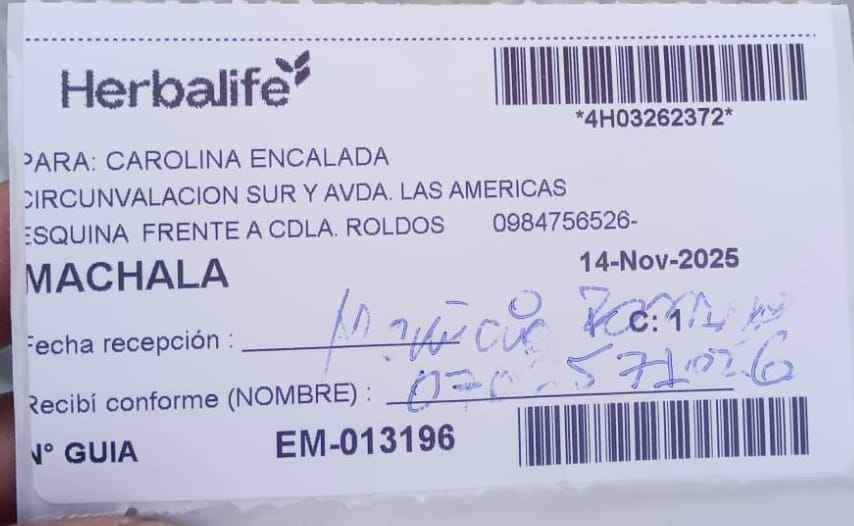 Herbalife
*4H03262372*
PARA: CAROLINA ENCALADA
CIRCUNVALACION SUR Y AVDA. LAS AMERICAS
ESQUINA FRENTE A CDLA. ROLDOS 0984756526-
MACHALA 14-Nov-2025
C: 1
Fecha recepción :
Recibí conforme (NOMBRE) :
N° GUIA EM-013196